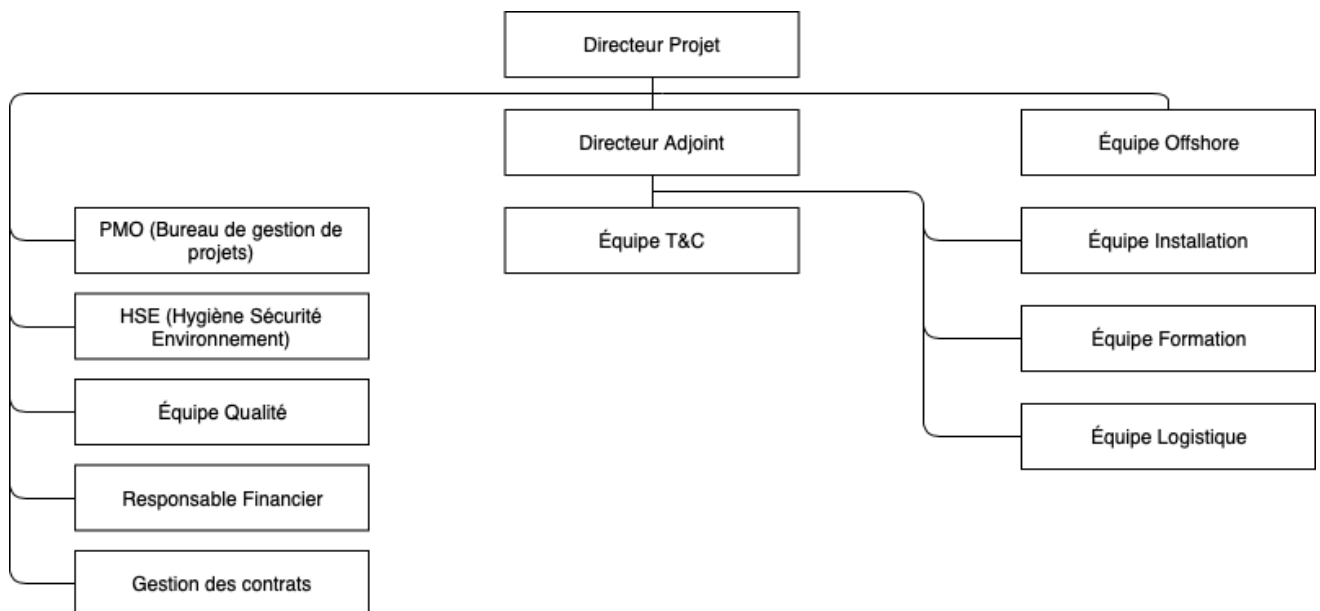 Directeur Projet
Directeur Adjoint
Équipe Offshore
PMO (Bureau de gestion de
projets)
Équipe T&C
Équipe Installation
HSE (Hygiène Sécurité
Environnement)
Équipe Formation
Équipe Qualité
Équipe Logistique
Responsable Financier
Gestion des contrats